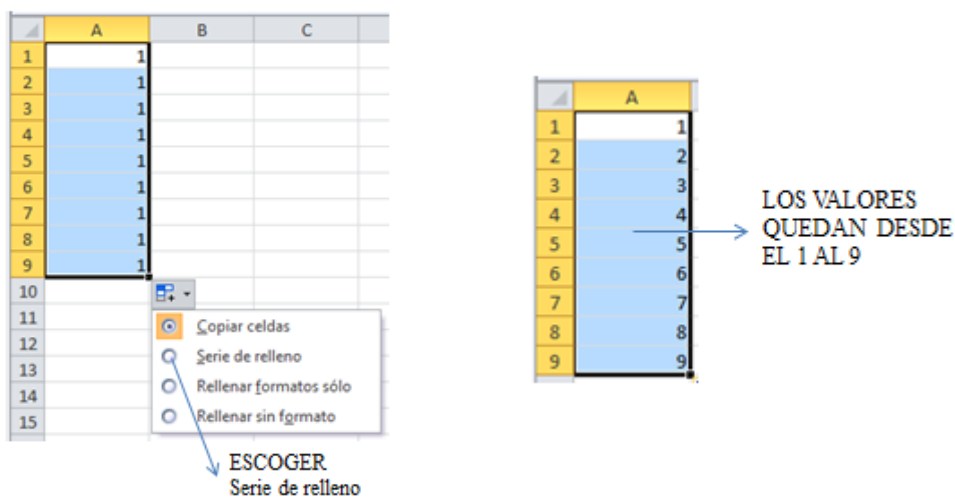 A B C
1 1
2 1
3 1
4 1
5 1
6 1
7 1
8 1
9 1
10
11
12
13
14
15
Copiar celdas
Serie de relleno
Rellenar formatos sólo
Rellenar sin formato
ESCOGER
Serie de relleno
A
1 1
2 2
3 3
4 4
5 5
6 6
7 7
8 8
9 9
LOS VALORES
QUEDAN DESDE
EL 1 AL 9